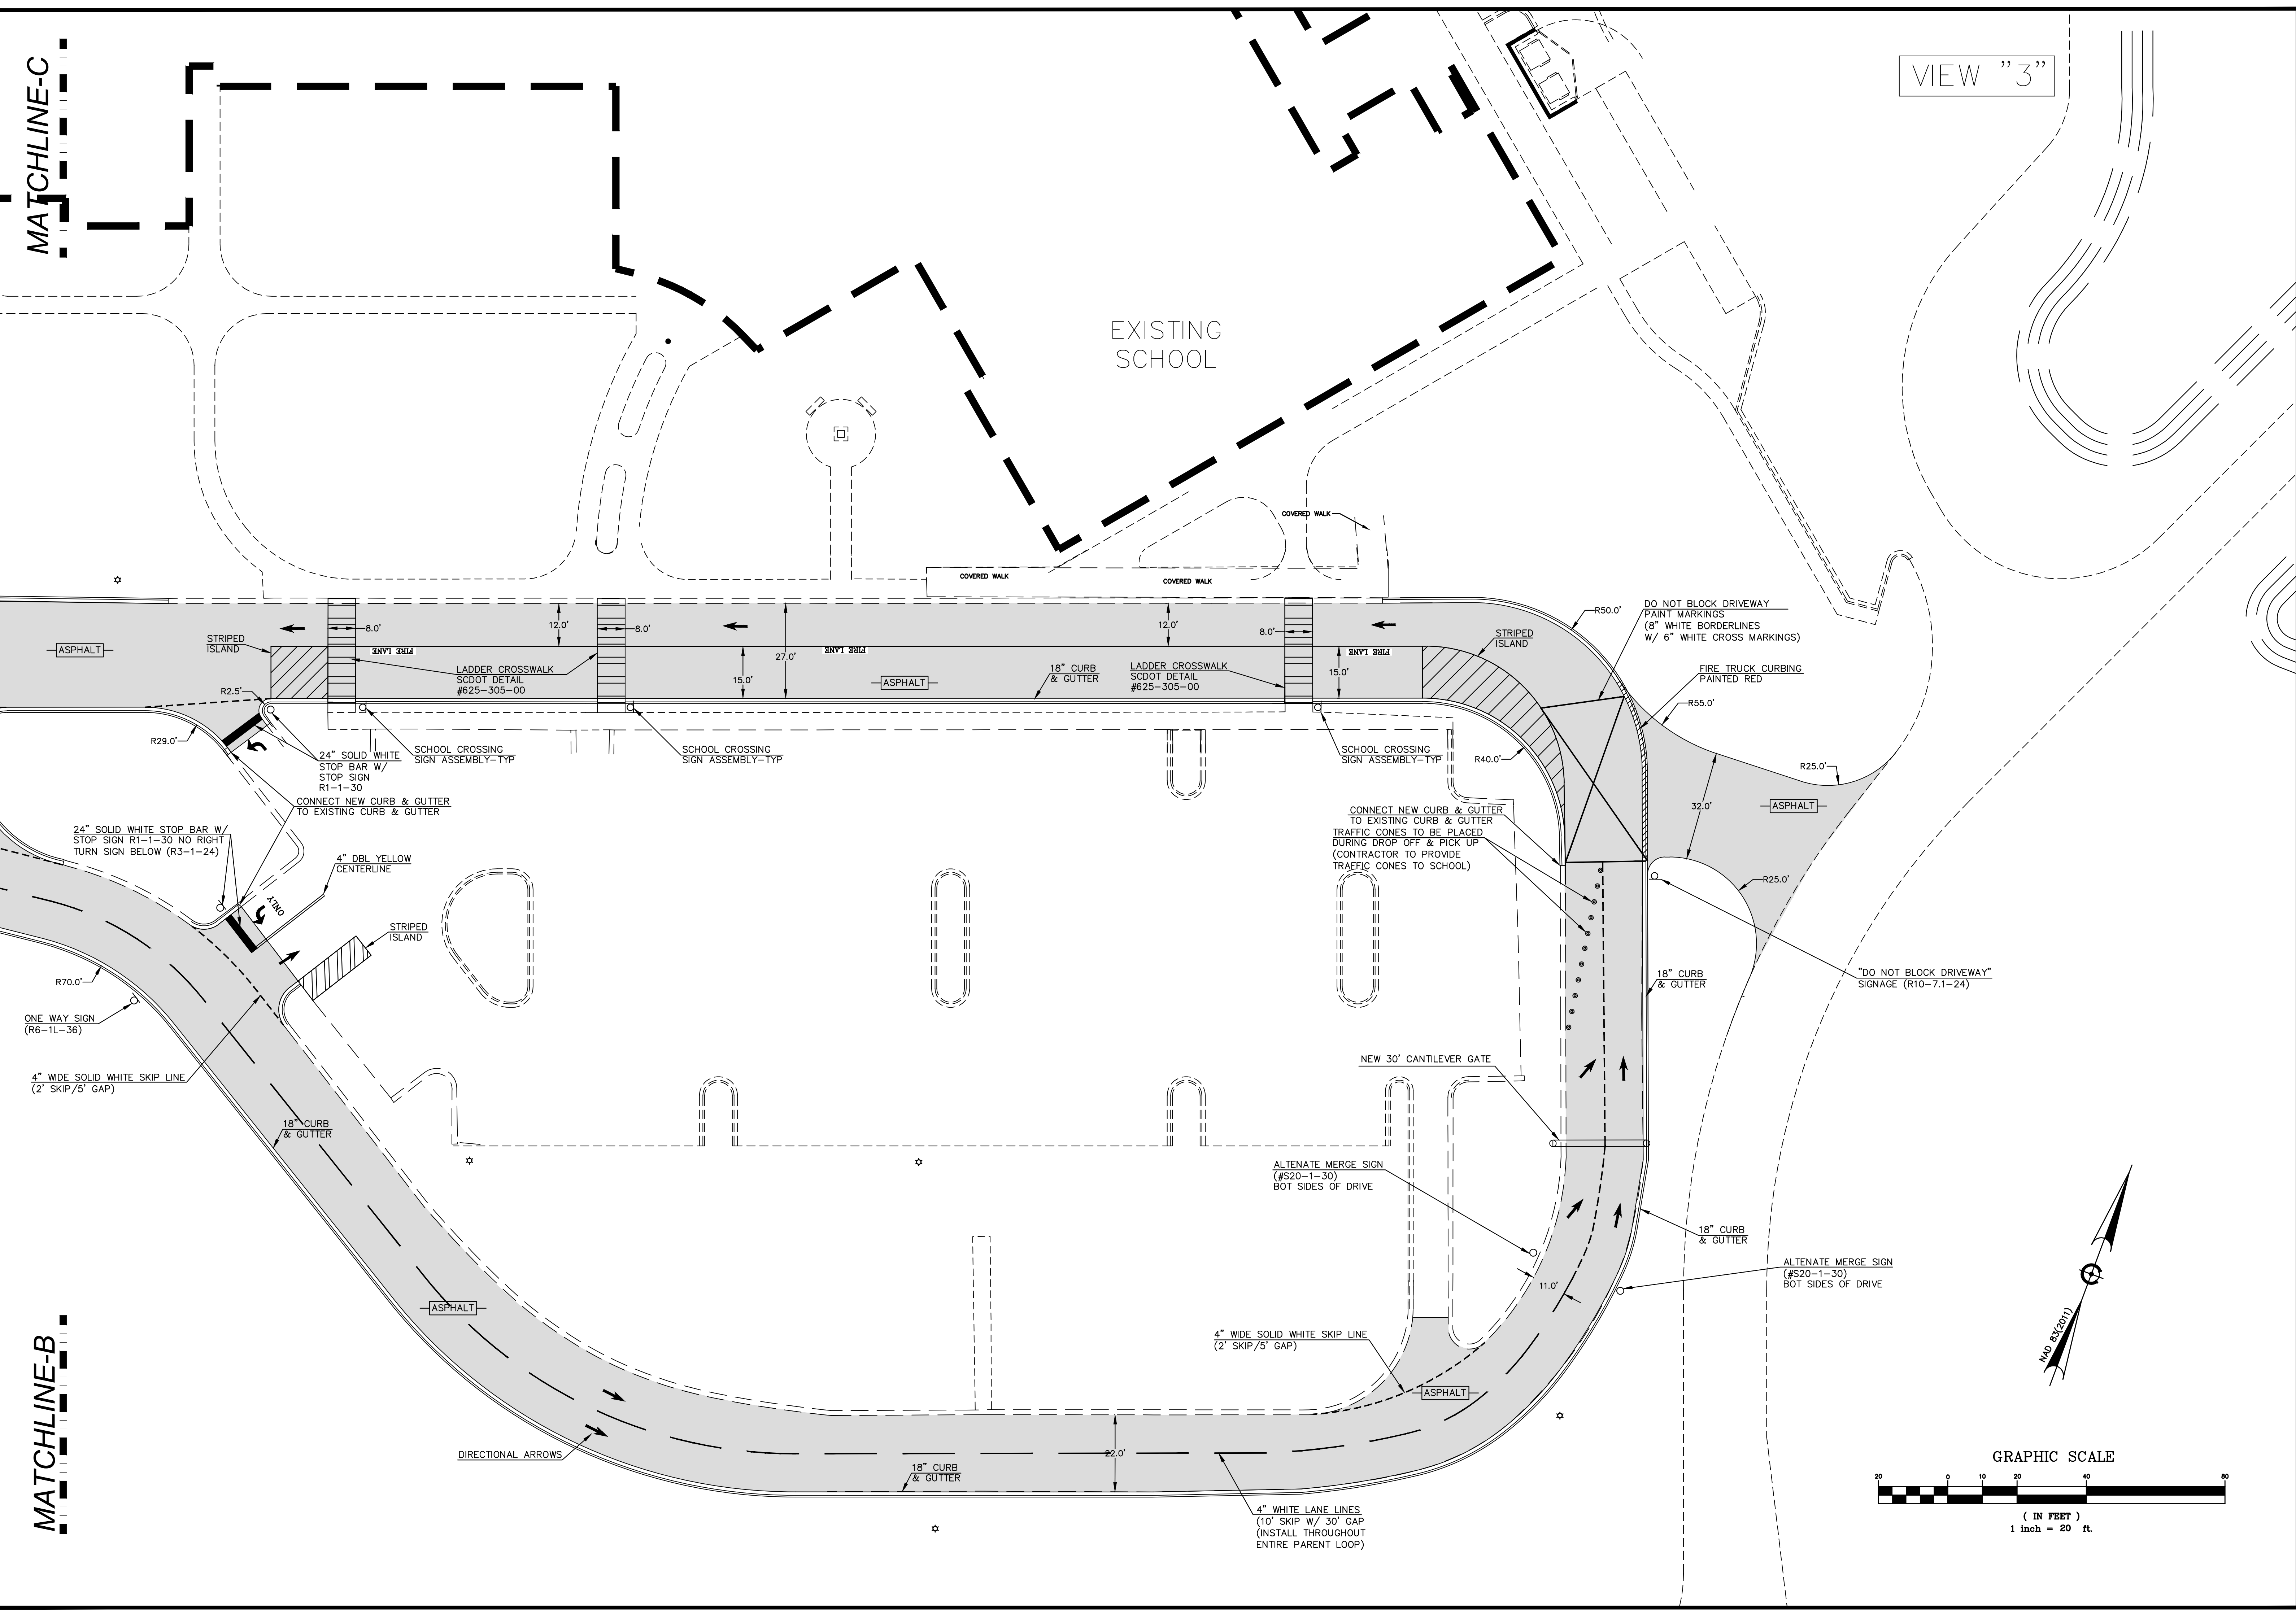 MATCHLINE-C
VIEW "3"
EXISTING
SCHOOL
COVERED WALK
COVERED WALK
COVERED WALK
R50.0'
DO NOT BLOCK DRIVEWAY
PAINT MARKINGS
(8" WHITE BORDERLINES
W/ 6" WHITE CROSS MARKINGS)
STRIPED
ISLAND
ASPHALT
8.0'
12.0'
8.0'
27.0'
12.0'
8.0'
STRIPED
ISLAND
FIRE LANE
FIRE LANE
FIRE LANE
LADDER CROSSWALK
SCDOT DETAIL
#625-305-00
15.0'
ASPHALT
18" CURB
& GUTTER
LADDER CROSSWALK
SCDOT DETAIL
#625-305-00
15.0'
FIRE TRUCK CURBING
PAINTED RED
R2.5'
R55.0'
R29.0'
24" SOLID WHITE
STOP BAR W/
STOP SIGN
R1-1-30
SCHOOL CROSSING
SIGN ASSEMBLY-TYP
SCHOOL CROSSING
SIGN ASSEMBLY-TYP
SCHOOL CROSSING
SIGN ASSEMBLY-TYP
R40.0'
R25.0'
32.0'
ASPHALT
CONNECT NEW CURB & GUTTER
TO EXISTING CURB & GUTTER
CONNECT NEW CURB & GUTTER
TO EXISTING CURB & GUTTER
TRAFFIC CONES TO BE PLACED
DURING DROP OFF & PICK UP
(CONTRACTOR TO PROVIDE
TRAFFIC CONES TO SCHOOL)
24" SOLID WHITE STOP BAR W/
STOP SIGN R1-1-30 NO RIGHT
TURN SIGN BELOW (R3-1-24)
4" DBL YELLOW
CENTERLINE
R25.0'
ONLY
STRIPED
ISLAND
R70.0'
18" CURB
& GUTTER
"DO NOT BLOCK DRIVEWAY"
SIGNAGE (R10-7.1-24)
ONE WAY SIGN
(R6-1L-36)
NEW 30' CANTILEVER GATE
4" WIDE SOLID WHITE SKIP LINE
(2' SKIP/5' GAP)
18" CURB
& GUTTER
ALTENATE MERGE SIGN
(#S20-1-30)
BOT SIDES OF DRIVE
18" CURB
& GUTTER
ALTENATE MERGE SIGN
(#S20-1-30)
BOT SIDES OF DRIVE
11.0'
ASPHALT
NAD 83(2011)
4" WIDE SOLID WHITE SKIP LINE
(2' SKIP/5' GAP)
ASPHALT
MATCHLINE-B
DIRECTIONAL ARROWS
22.0'
18" CURB
& GUTTER
4" WHITE LANE LINES
(10' SKIP W/ 30' GAP
(INSTALL THROUGHOUT
ENTIRE PARENT LOOP)
GRAPHIC SCALE
20 0 10 20 40 80
( IN FEET )
1 inch = 20 ft.